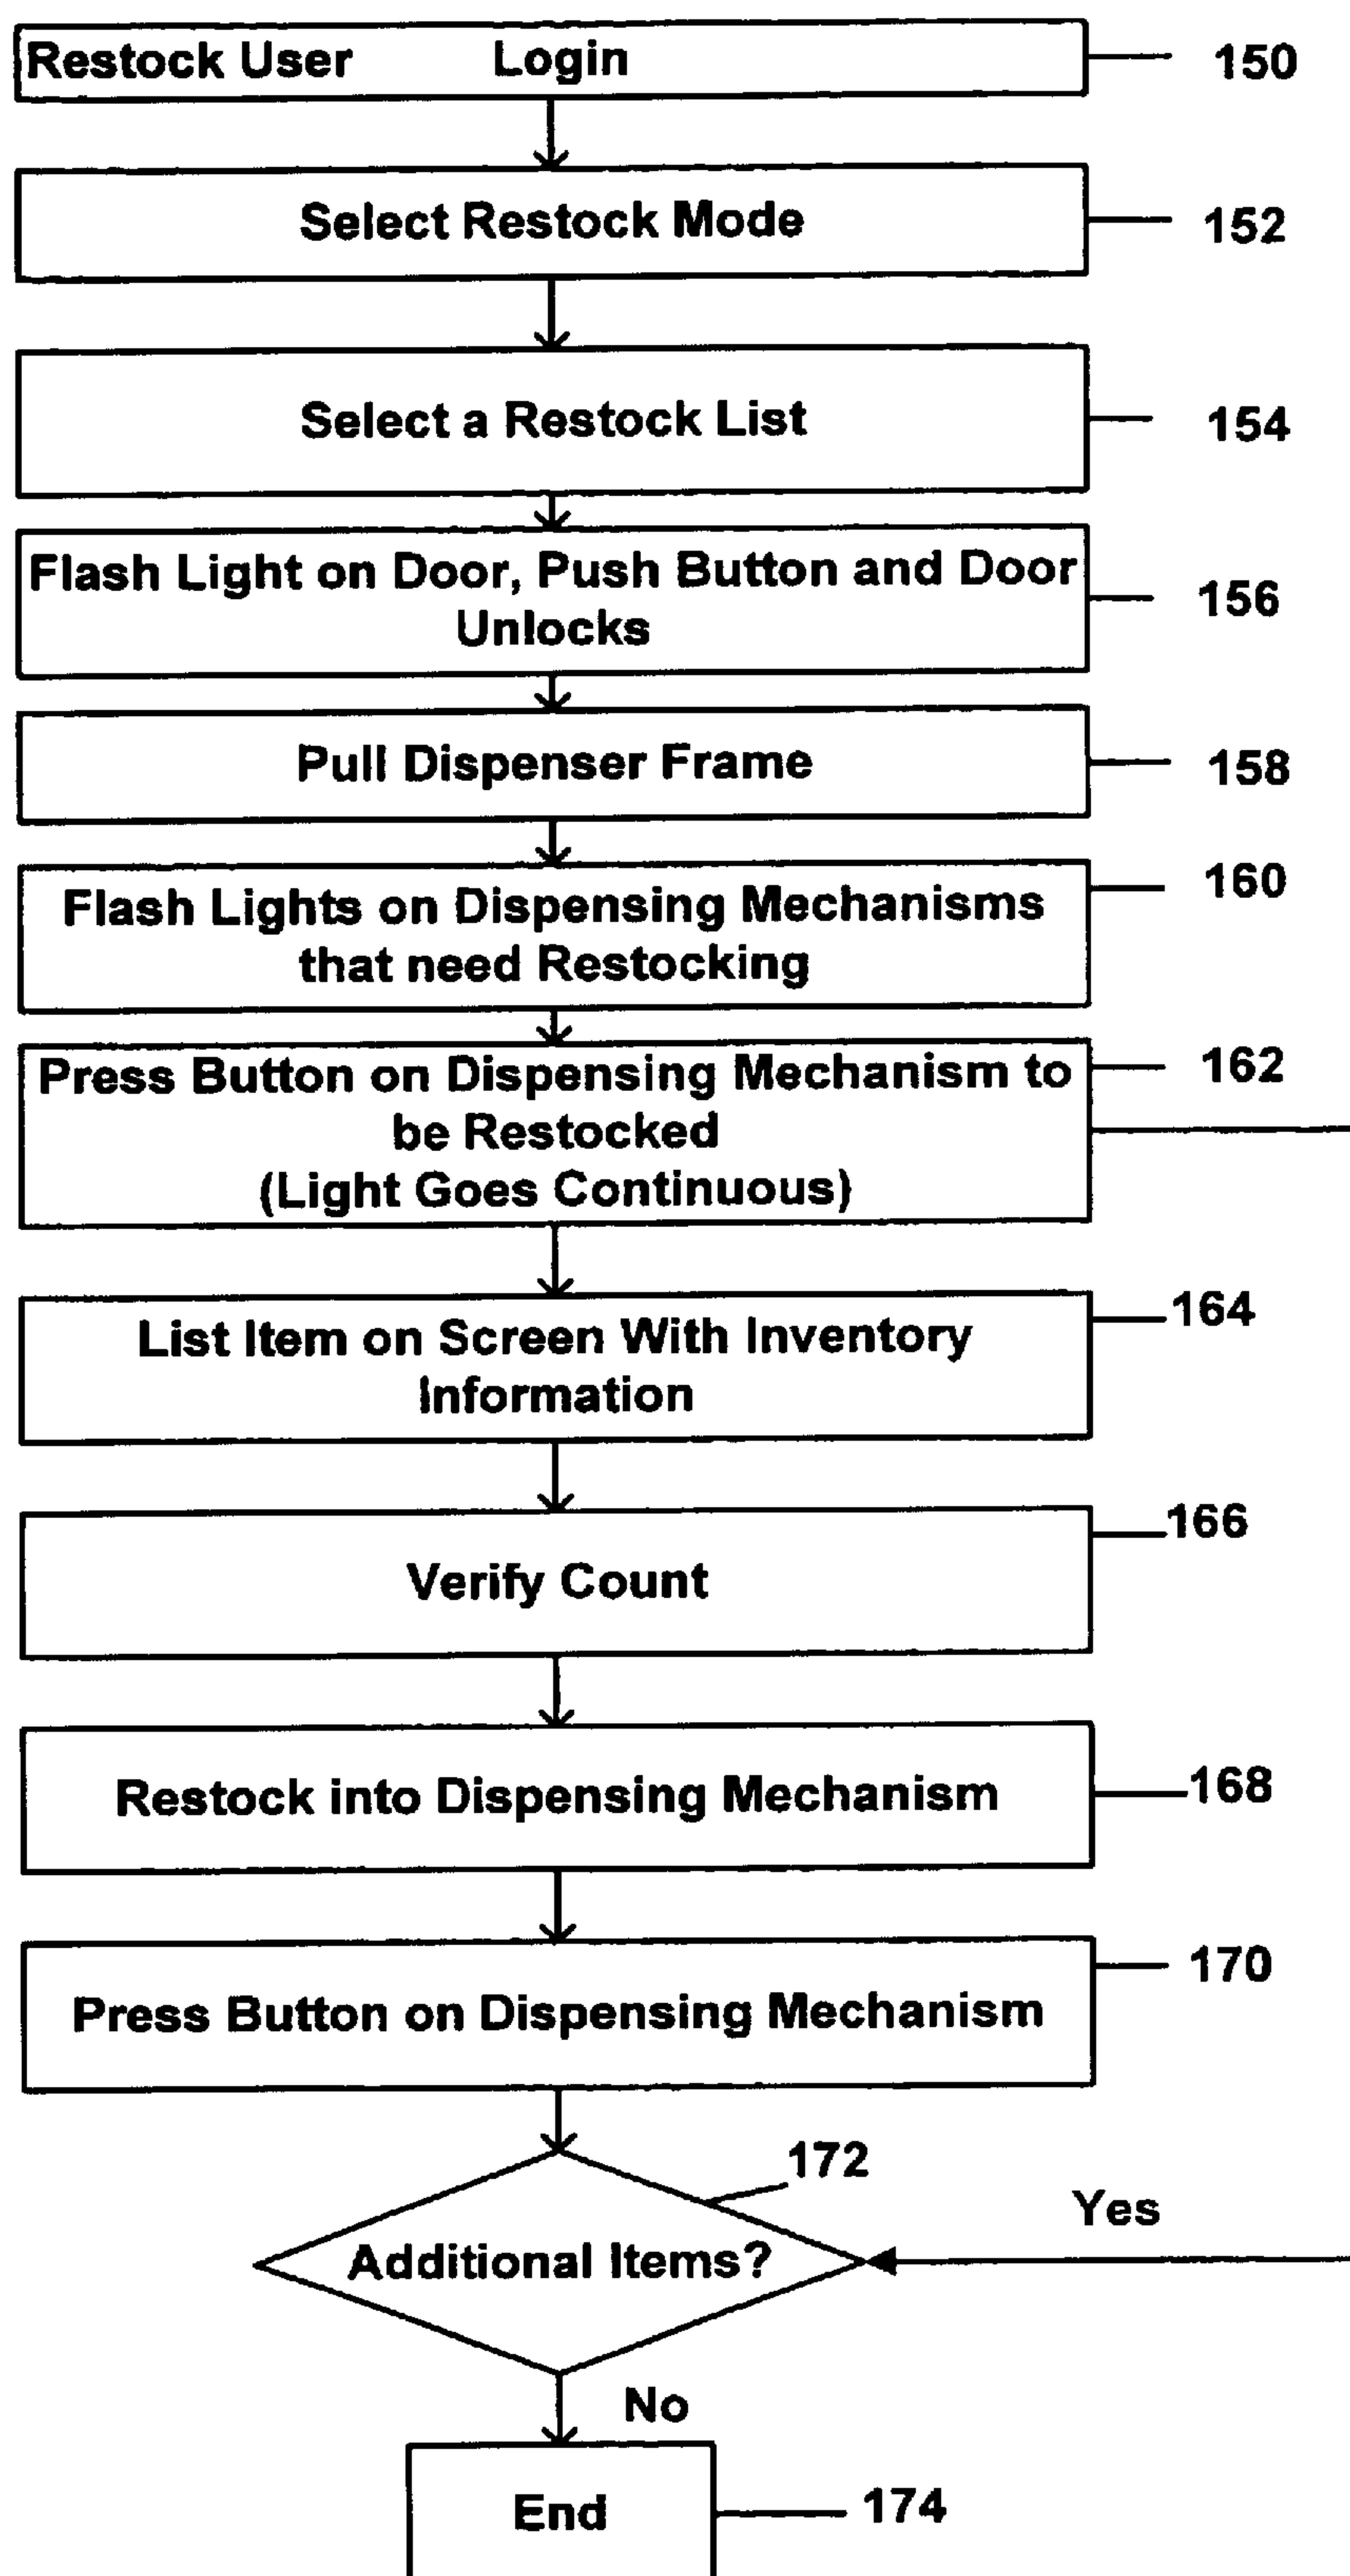 Restock User Login
150
Select Restock Mode
152
Select a Restock List
154
Flash Light on Door, Push Button and Door
Unlocks
156
Pull Dispenser Frame
158
Flash Lights on Dispensing Mechanisms
that need Restocking
160
Press Button on Dispensing Mechanism to
be Restocked
(Light Goes Continuous)
162
List Item on Screen With Inventory
Information
164
Verify Count
166
Restock into Dispensing Mechanism
168
Press Button on Dispensing Mechanism
170
172
Additional Items?
Yes
No
End
174